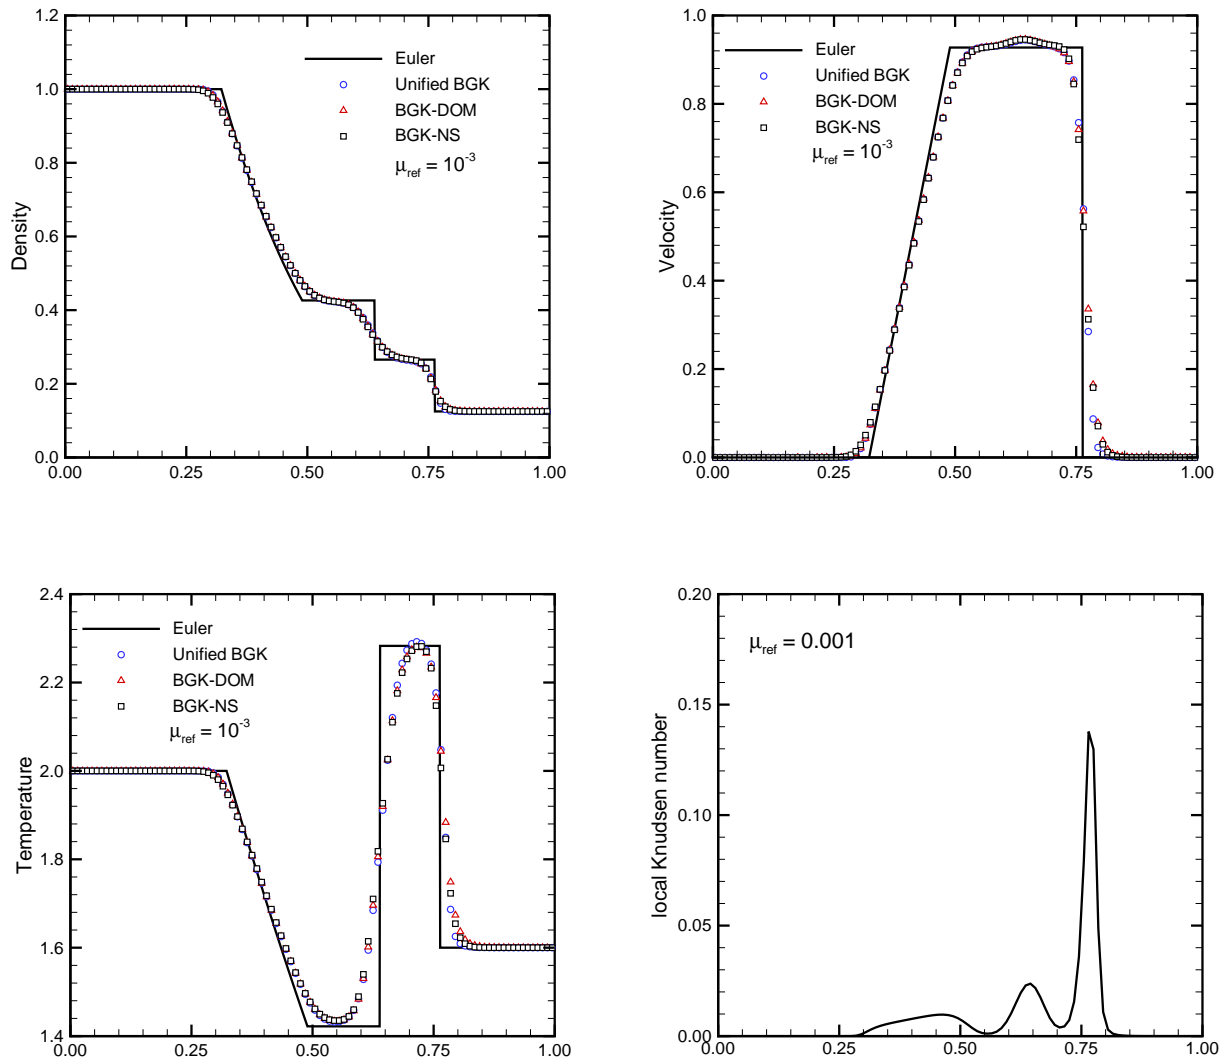 1.2
1.0
0.8
0.6
0.4
0.2
0.0
Density
0.00 0.25 0.50 0.75 1.00
Euler
Unified BGK
BGK-DOM
BGK-NS
μref = 10-3
1.0
0.8
0.6
0.4
0.2
0.0
Velocity
0.00 0.25 0.50 0.75 1.00
Euler
Unified BGK
BGK-DOM
BGK-NS
μref = 10-3
2.4
2.2
2.0
1.8
1.6
1.4
Temperature
0.00 0.25 0.50 0.75 1.00
Euler
Unified BGK
BGK-DOM
BGK-NS
μref = 10-3
0.20
0.15
0.10
0.05
0.00
local Knudsen number
0.00 0.25 0.50 0.75 1.00
μref = 0.001